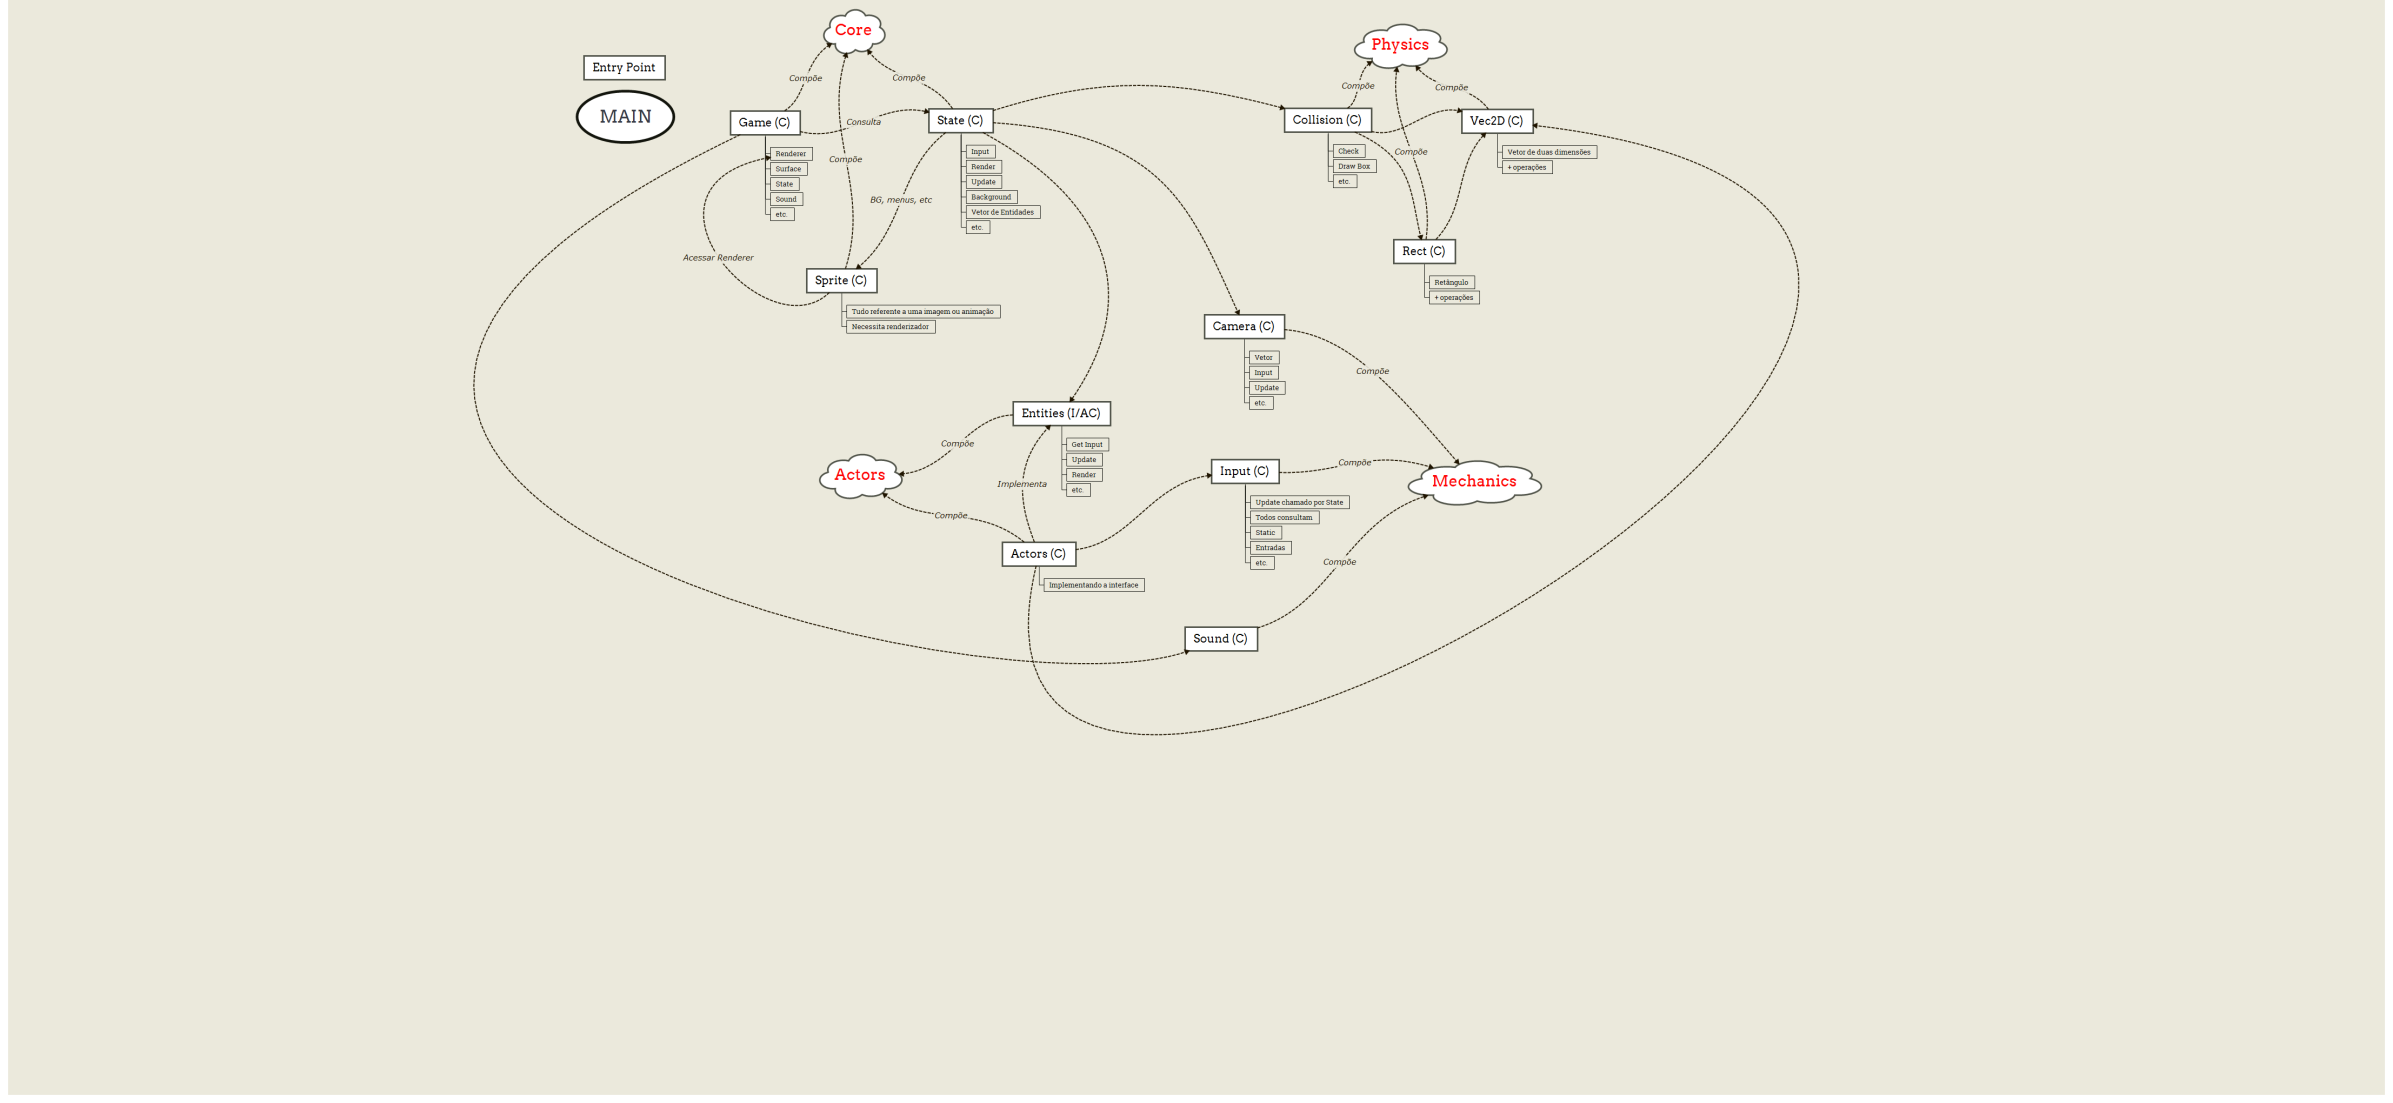 Core
Physics
Entry Point
MAIN
Compõe
Compõe
Compõe
Compõe
Game (C)
Consulta
State (C)
Collision (C)
Vec2D (C)
Renderer
Surface
State
Sound
etc.
Compõe
Input
Render
Update
Background
Vetor de Entidades
etc.
Check
Draw Box
etc.
Compõe
Vetor de duas dimensões
+ operações
BG, menus, etc
Acessar Renderer
Rect (C)
Retângulo
+ operações
Sprite (C)
Tudo referente a uma imagem ou animação
Necessita renderizador
Camera (C)
Vetor
Input
Update
etc.
Compõe
Entities (I/AC)
Get Input
Update
Render
etc.
Compõe
Actors
Implementa
Compõe
Input (C)
Compõe
Mechanics
Update chamado por State
Todos consultam
Static
Entradas
etc.
Actors (C)
Implementando a interface
Compõe
Sound (C)